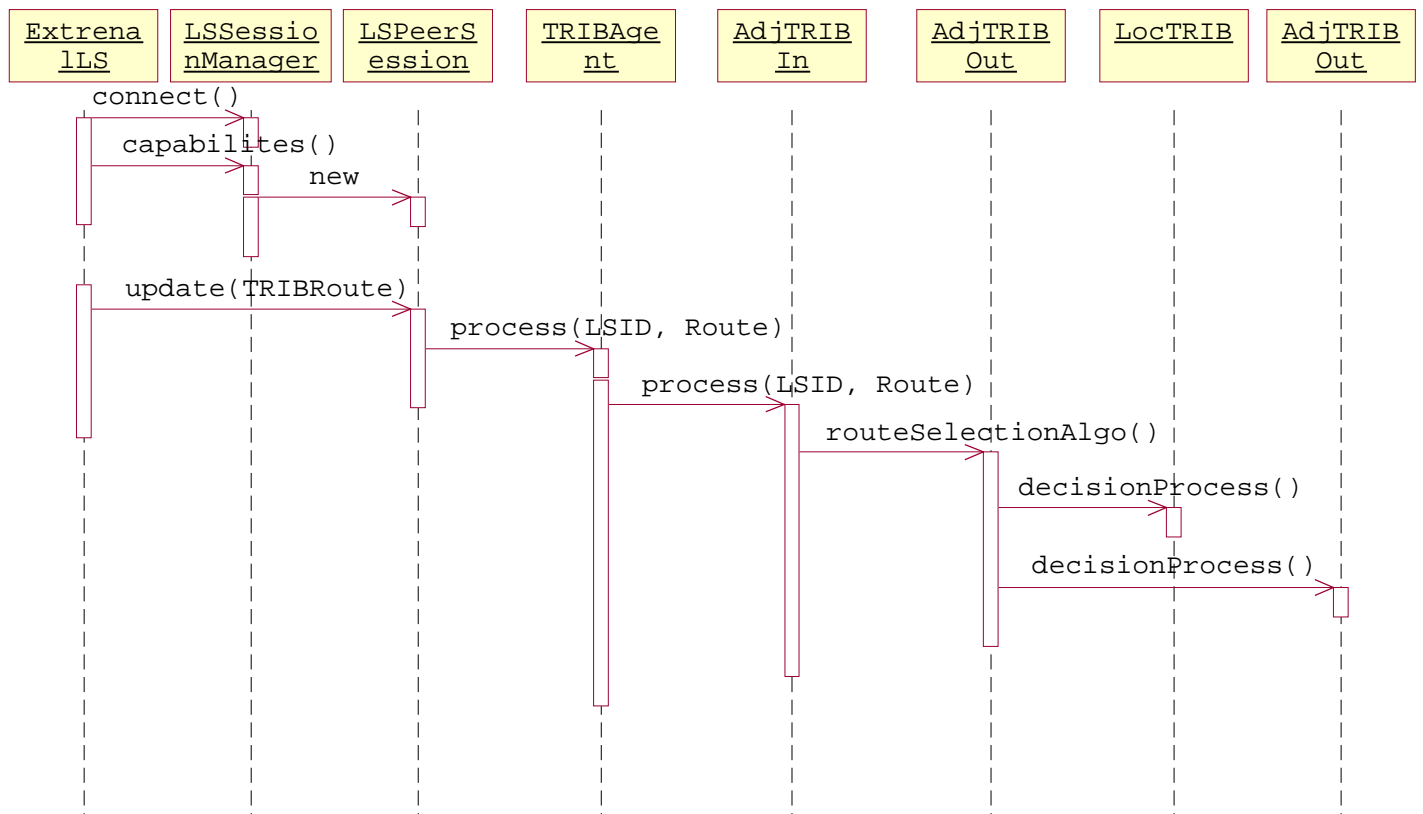 Extrena
lLS
LSSessio
nManager
LSPeerS
ession
TRIBAge
nt
AdjTRIB
In
AdjTRIB
Out
LocTRIB
AdjTRIB
Out
connect()
capabilites()
new
update(TRIBRoute)
process(LSID, Route)
process(LSID, Route)
routeSelectionAlgo()
decisionProcess()
decisionProcess()